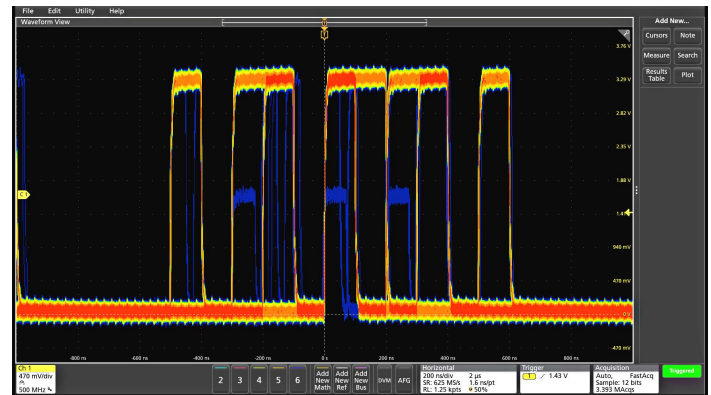 File Edit Utility Help
Waveform View
Add New...
Cursors Note
Measure Search
Results Table Plot
3.76 V
3.29 V
2.82 V
2.35 V
1.88 V
1.41
940 mV
470 mV
0 V
-470 mV
C1
-800 ns -600 ns -400 ns -200 ns 0 s 200 ns 400 ns 600 ns 800 ns
Ch 1
470 mV/div
500 MHz
2 3 4 5 6
Add New Math
Add New Ref
Add New Bus
DVM AFG
Horizontal
200 ns/div 2 µs
SR: 625 MS/s 1.6 ns/pt
RL: 1.25 kpts 50%
Trigger
1 1.43 V
Acquisition
Auto, FastAcq
Sample: 12 bits
3.393 MAcqs
Triggered